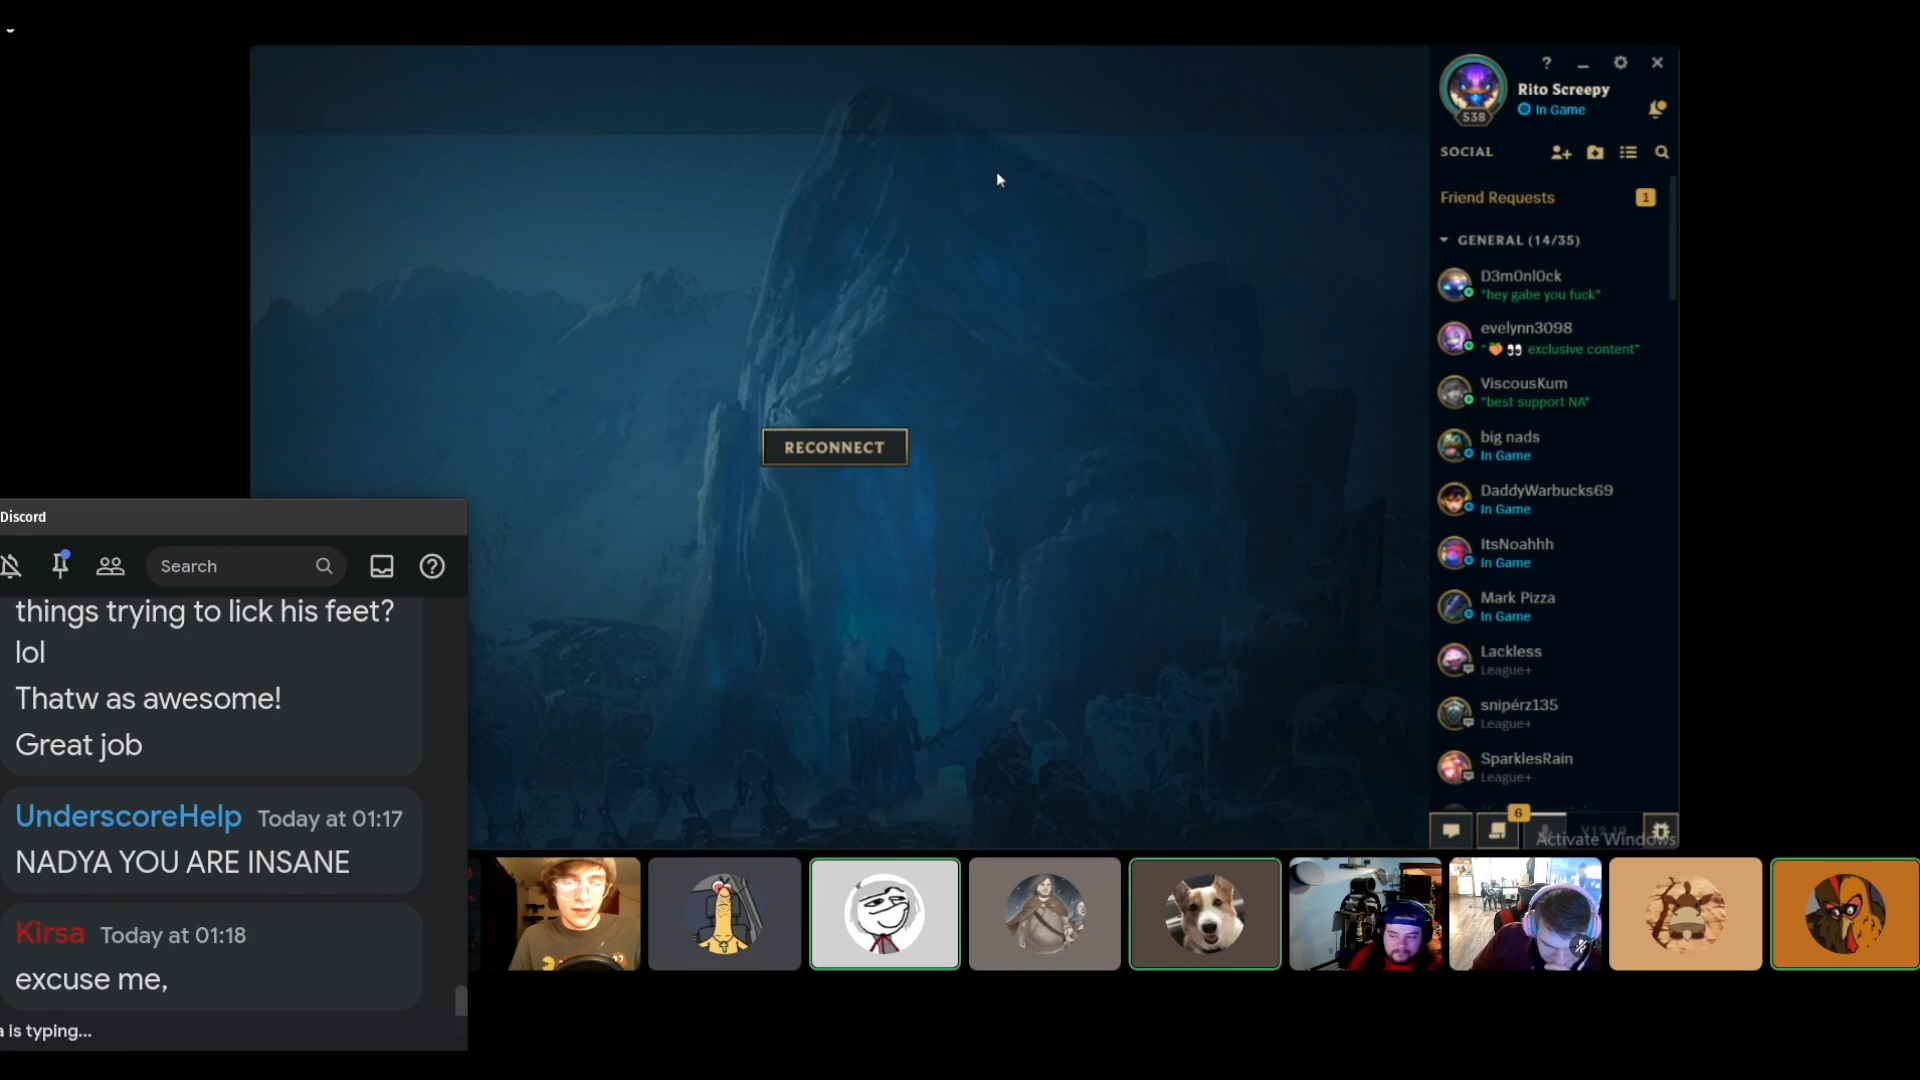 ?
Rito Screepy
In Game
538
SOCIAL
Friend Requests
1
GENERAL (14/35)
D3m0nl0ck
"hey gabe you fuck"
evelynn3098
"🍑 👀 exclusive content"
ViscousKum
"best support NA"
big nads
In Game
DaddyWarbucks69
In Game
ItsNoahhh
In Game
Mark Pizza
In Game
Lackless
League+
snipérz135
League+
SparklesRain
League+
6
Activate Windows
RECONNECT
Discord
Search
?
things trying to lick his feet?
lol
Thatw as awesome!
Great job
UnderscoreHelp Today at 01:17
NADYA YOU ARE INSANE
Kirsa Today at 01:18
excuse me,
a is typing...